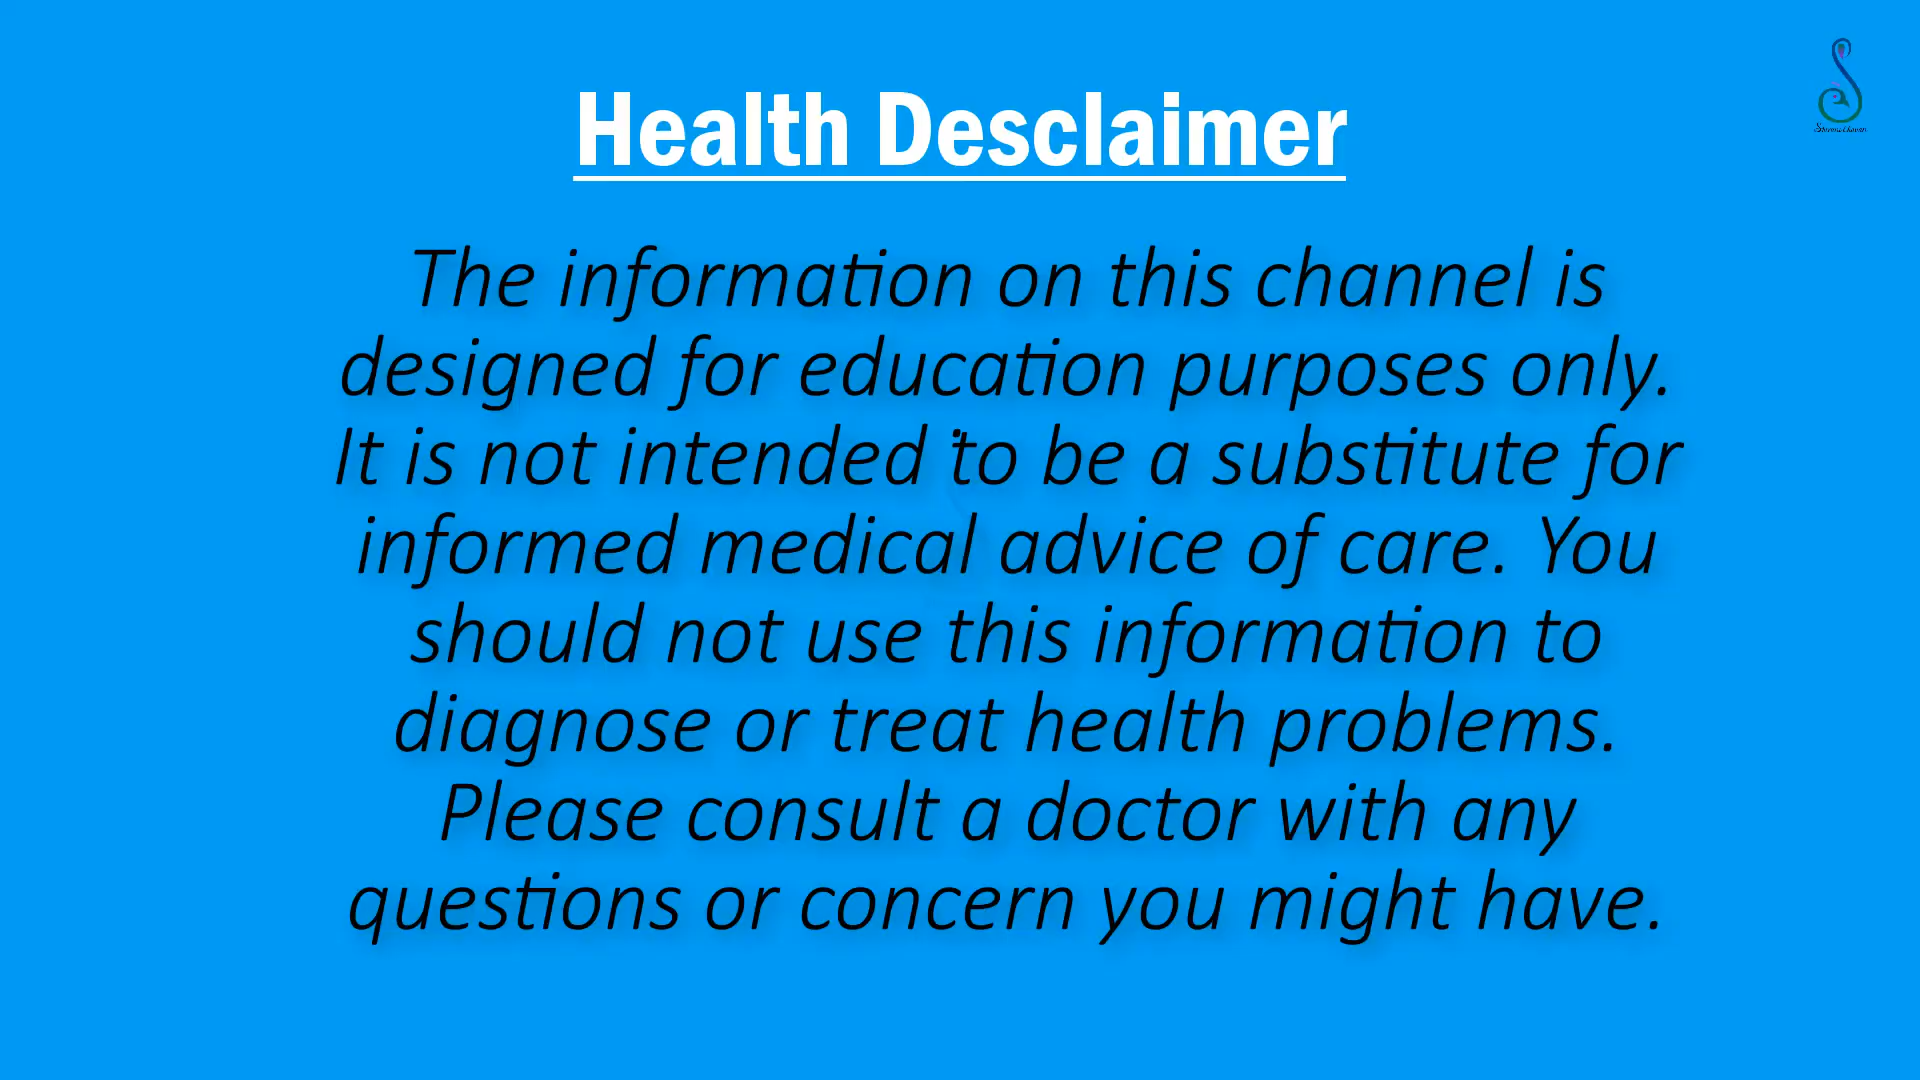 Health Desclaimer
The information on this channel is
designed for education purposes only.
It is not intended to be a substitute for
informed medical advice of care. You
should not use this information to
diagnose or treat health problems.
Please consult a doctor with any
questions or concern you might have.